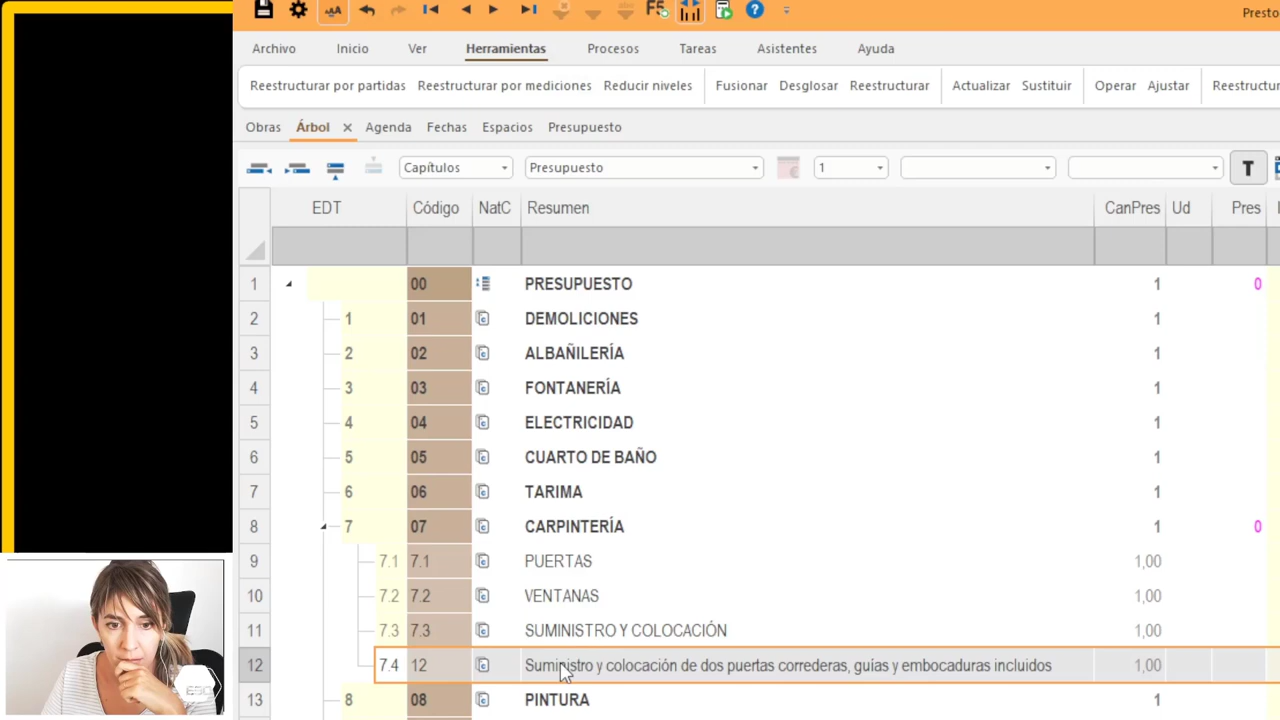 Presto
Archivo Inicio Ver Herramientas Procesos Tareas Asistentes Ayuda
Reestructurar por partidas Reestructurar por mediciones Reducir niveles Fusionar Desglosar Reestructurar Actualizar Sustituir Operar Ajustar Reestructur
Obras Árbol Agenda Fechas Espacios Presupuesto
Capítulos Presupuesto 1 T
EDT Código NatC Resumen CanPres Ud Pres
1 00 PRESUPUESTO 1 0
2 1 01 DEMOLICIONES 1
3 2 02 ALBAÑILERÍA 1
4 3 03 FONTANERÍA 1
5 4 04 ELECTRICIDAD 1
6 5 05 CUARTO DE BAÑO 1
7 6 06 TARIMA 1
8 7 07 CARPINTERÍA 1 0
9 7.1 7.1 PUERTAS 1,00
10 7.2 7.2 VENTANAS 1,00
11 7.3 7.3 SUMINISTRO Y COLOCACIÓN 1,00
12 7.4 12 Suministro y colocación de dos puertas correderas, guías y embocaduras incluidos 1,00
13 8 08 PINTURA 1